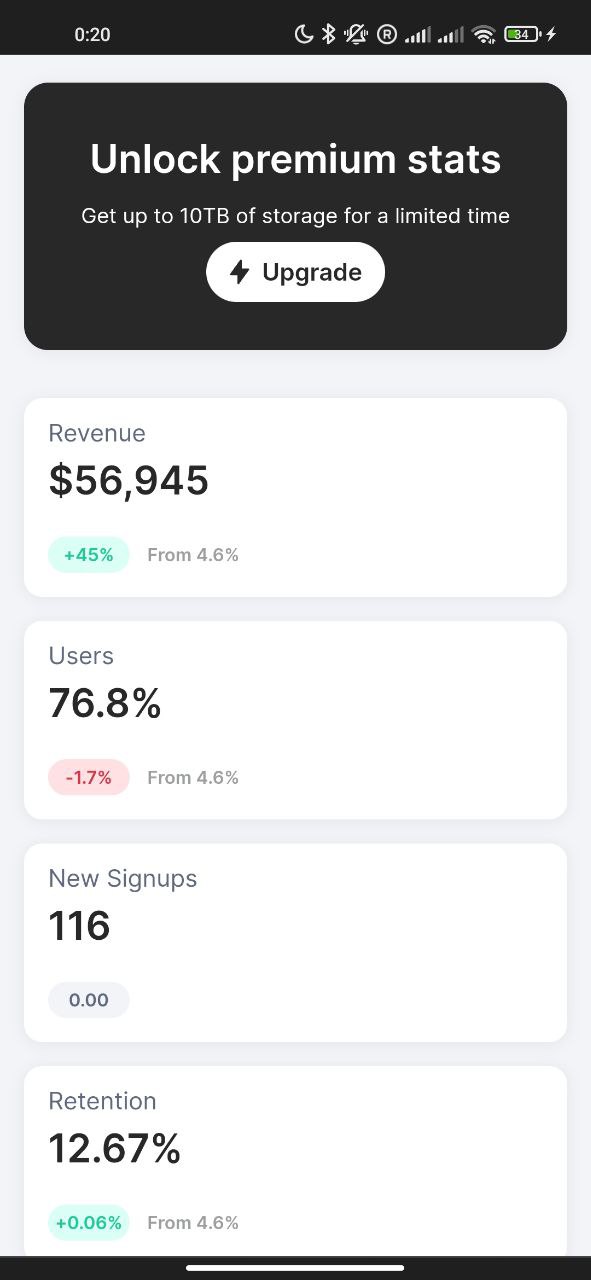 0:20
R
34
Unlock premium stats
Get up to 10TB of storage for a limited time
Upgrade
Revenue
$56,945
+45% From 4.6%
Users
76.8%
-1.7% From 4.6%
New Signups
116
0.00
Retention
12.67%
+0.06% From 4.6%